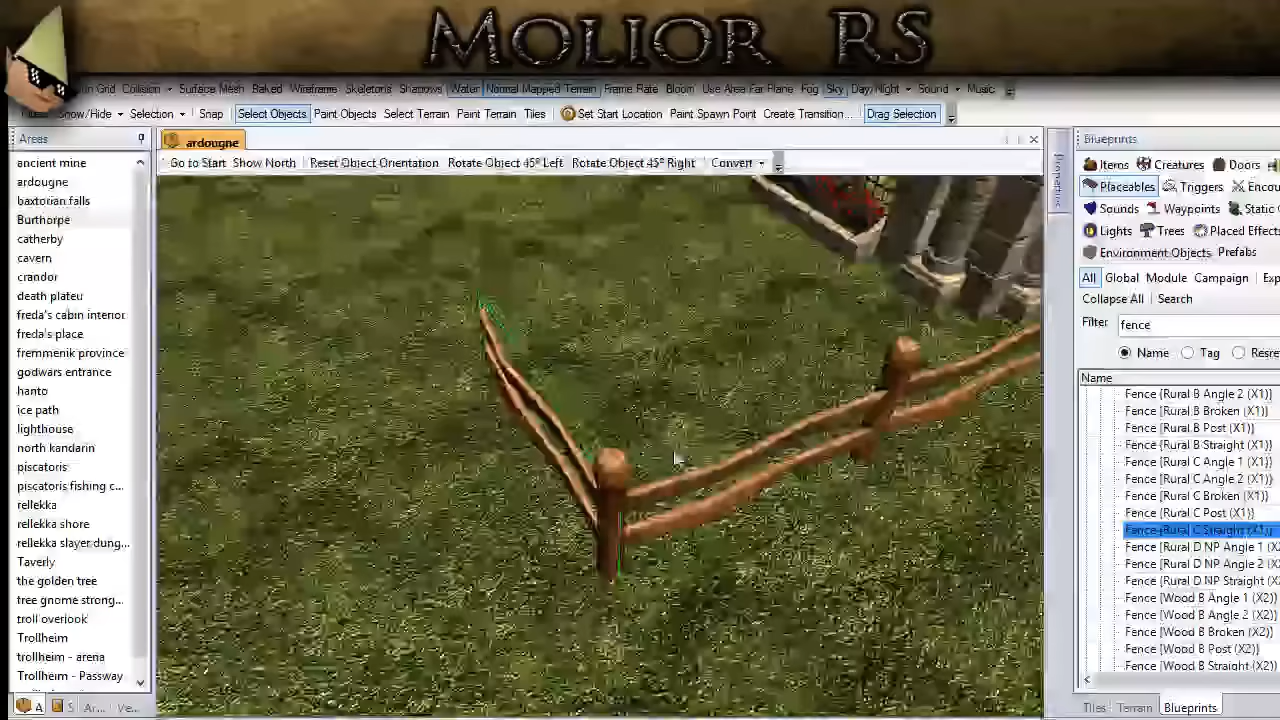 MOLIOR RS
Grid Collision Surface Mesh Baked Wireframe Skeletons Shadows Water Normal Mapped Terrain Frame Rate Bloom Use Area Far Plane Fog Sky Day/Night Sound Music
Show/Hide Selection Snap Select Objects Paint Objects Select Terrain Paint Terrain Tiles Set Start Location Paint Spawn Point Create Transition... Drag Selection
Areas
ardougne
Go to Start Show North Reset Object Orientation Rotate Object 45° Left Rotate Object 45° Right Convert
ancient mine
ardougne
baxtorian falls
Burthorpe
catherby
cavern
crandor
death plateu
freda's cabin interior
freda's place
fremmenik province
godwars entrance
hanto
ice path
lighthouse
north kandarin
piscatoris
piscatoris fishing c...
rellekka
rellekka shore
rellekka slayer dung...
Taverly
the golden tree
tree gnome strong...
troll overlook
Trollheim
trollheim - arena
Trollheim - Passway
A S Ar... Ve...
Blueprints
Items Creatures Doors
Placeables Triggers
Sounds Waypoints Static
Lights Trees Placed Effects
Environment Objects Prefabs
All Global Module Campaign
Collapse All Search
Filter fence
Name Tag
Name
Fence {Rural B Angle 2 (X1)}
Fence {Rural B Broken (X1)}
Fence {Rural B Post (X1)}
Fence {Rural B Straight (X1)}
Fence {Rural C Angle 1 (X1)}
Fence {Rural C Angle 2 (X1)}
Fence {Rural C Broken (X1)}
Fence {Rural C Post (X1)}
Fence {Rural C Straight (X1)}
Fence {Rural D NP Angle 1 (X
Fence {Rural D NP Angle 2 (X
Fence {Rural D NP Straight (X
Fence {Wood B Angle 1 (X2)}
Fence {Wood B Angle 2 (X2)}
Fence {Wood B Broken (X2)}
Fence {Wood B Post (X2)}
Fence {Wood B Straight (X2)}
Tiles Terrain Blueprints